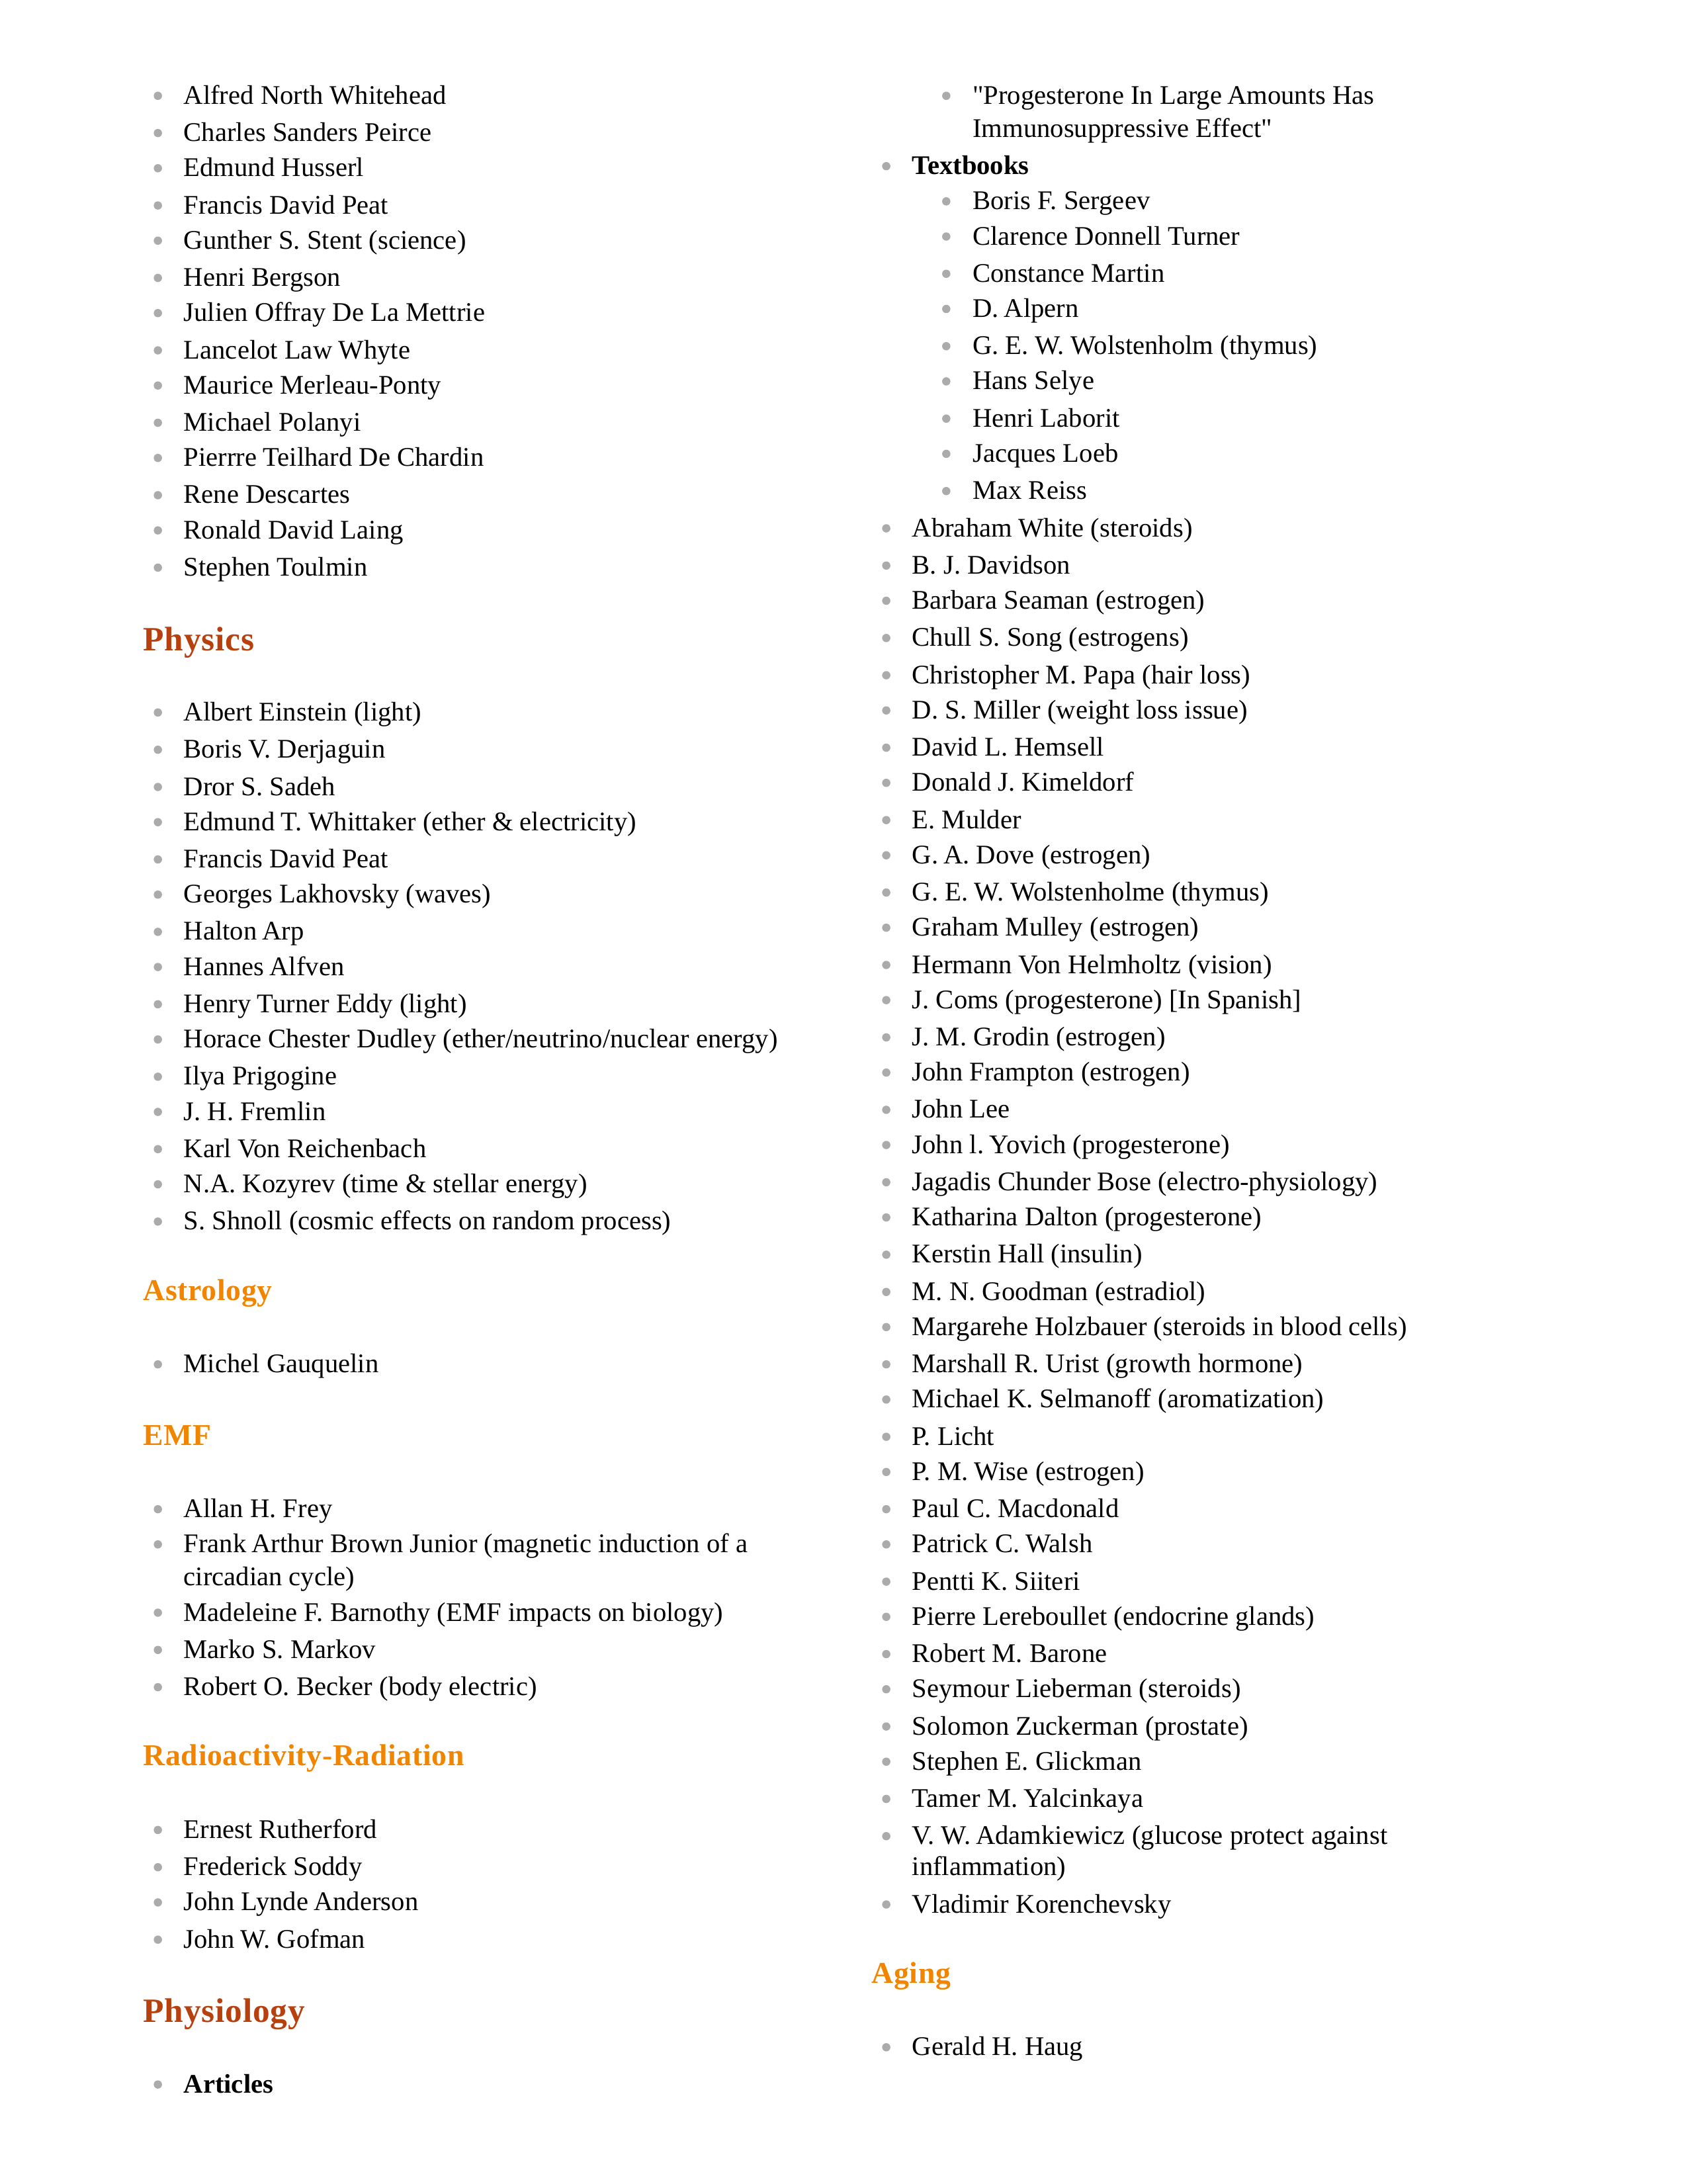 Alfred North Whitehead
Charles Sanders Peirce
Edmund Husserl
Francis David Peat
Gunther S. Stent (science)
Henri Bergson
Julien Offray De La Mettrie
Lancelot Law Whyte
Maurice Merleau-Ponty
Michael Polanyi
Pierrre Teilhard De Chardin
Rene Descartes
Ronald David Laing
Stephen Toulmin
Physics
Albert Einstein (light)
Boris V. Derjaguin
Dror S. Sadeh
Edmund T. Whittaker (ether & electricity)
Francis David Peat
Georges Lakhovsky (waves)
Halton Arp
Hannes Alfven
Henry Turner Eddy (light)
Horace Chester Dudley (ether/neutrino/nuclear energy)
Ilya Prigogine
J. H. Fremlin
Karl Von Reichenbach
N.A. Kozyrev (time & stellar energy)
S. Shnoll (cosmic effects on random process)
Astrology
Michel Gauquelin
EMF
Allan H. Frey
Frank Arthur Brown Junior (magnetic induction of a
circadian cycle)
Madeleine F. Barnothy (EMF impacts on biology)
Marko S. Markov
Robert O. Becker (body electric)
Radioactivity-Radiation
Ernest Rutherford
Frederick Soddy
John Lynde Anderson
John W. Gofman
Physiology
Articles
"Progesterone In Large Amounts Has
Immunosuppressive Effect"
Textbooks
Boris F. Sergeev
Clarence Donnell Turner
Constance Martin
D. Alpern
G. E. W. Wolstenholm (thymus)
Hans Selye
Henri Laborit
Jacques Loeb
Max Reiss
Abraham White (steroids)
B. J. Davidson
Barbara Seaman (estrogen)
Chull S. Song (estrogens)
Christopher M. Papa (hair loss)
D. S. Miller (weight loss issue)
David L. Hemsell
Donald J. Kimeldorf
E. Mulder
G. A. Dove (estrogen)
G. E. W. Wolstenholme (thymus)
Graham Mulley (estrogen)
Hermann Von Helmholtz (vision)
J. Coms (progesterone) [In Spanish]
J. M. Grodin (estrogen)
John Frampton (estrogen)
John Lee
John l. Yovich (progesterone)
Jagadis Chunder Bose (electro-physiology)
Katharina Dalton (progesterone)
Kerstin Hall (insulin)
M. N. Goodman (estradiol)
Margarehe Holzbauer (steroids in blood cells)
Marshall R. Urist (growth hormone)
Michael K. Selmanoff (aromatization)
P. Licht
P. M. Wise (estrogen)
Paul C. Macdonald
Patrick C. Walsh
Pentti K. Siiteri
Pierre Lereboullet (endocrine glands)
Robert M. Barone
Seymour Lieberman (steroids)
Solomon Zuckerman (prostate)
Stephen E. Glickman
Tamer M. Yalcinkaya
V. W. Adamkiewicz (glucose protect against
inflammation)
Vladimir Korenchevsky
Aging
Gerald H. Haug